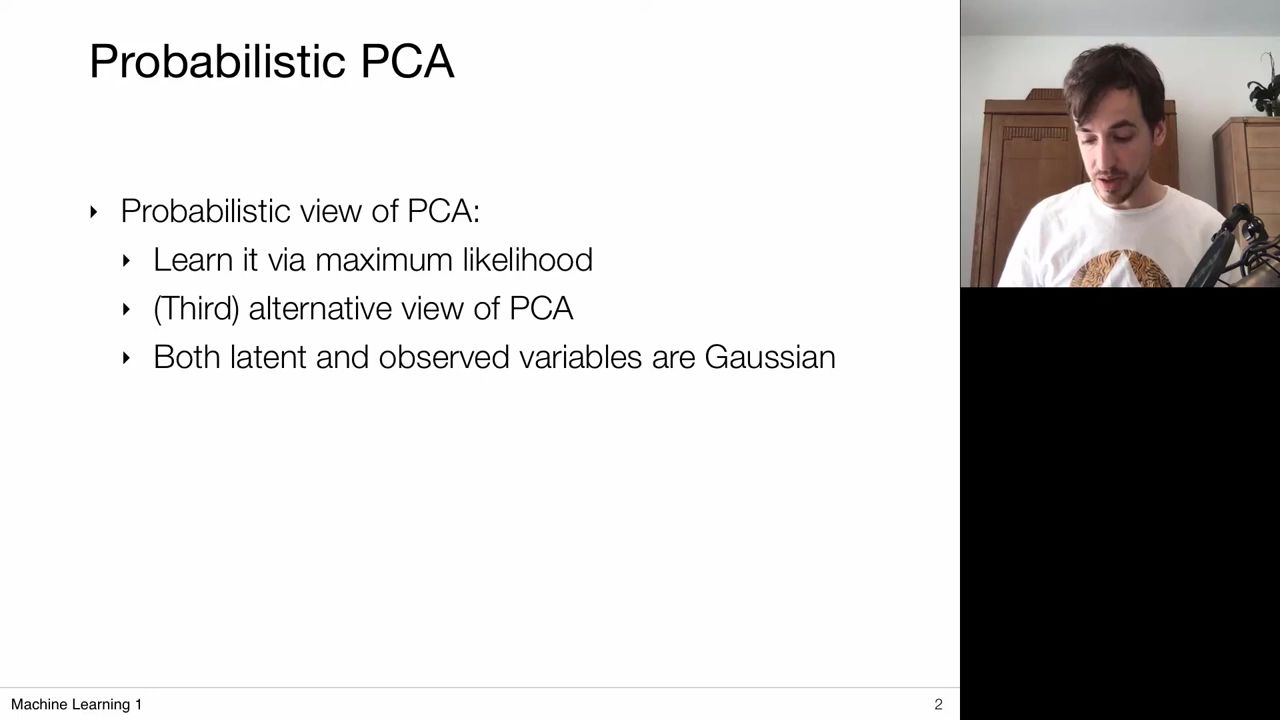 Probabilistic PCA
Probabilistic view of PCA:
Learn it via maximum likelihood
(Third) alternative view of PCA
Both latent and observed variables are Gaussian
Machine Learning 1
2